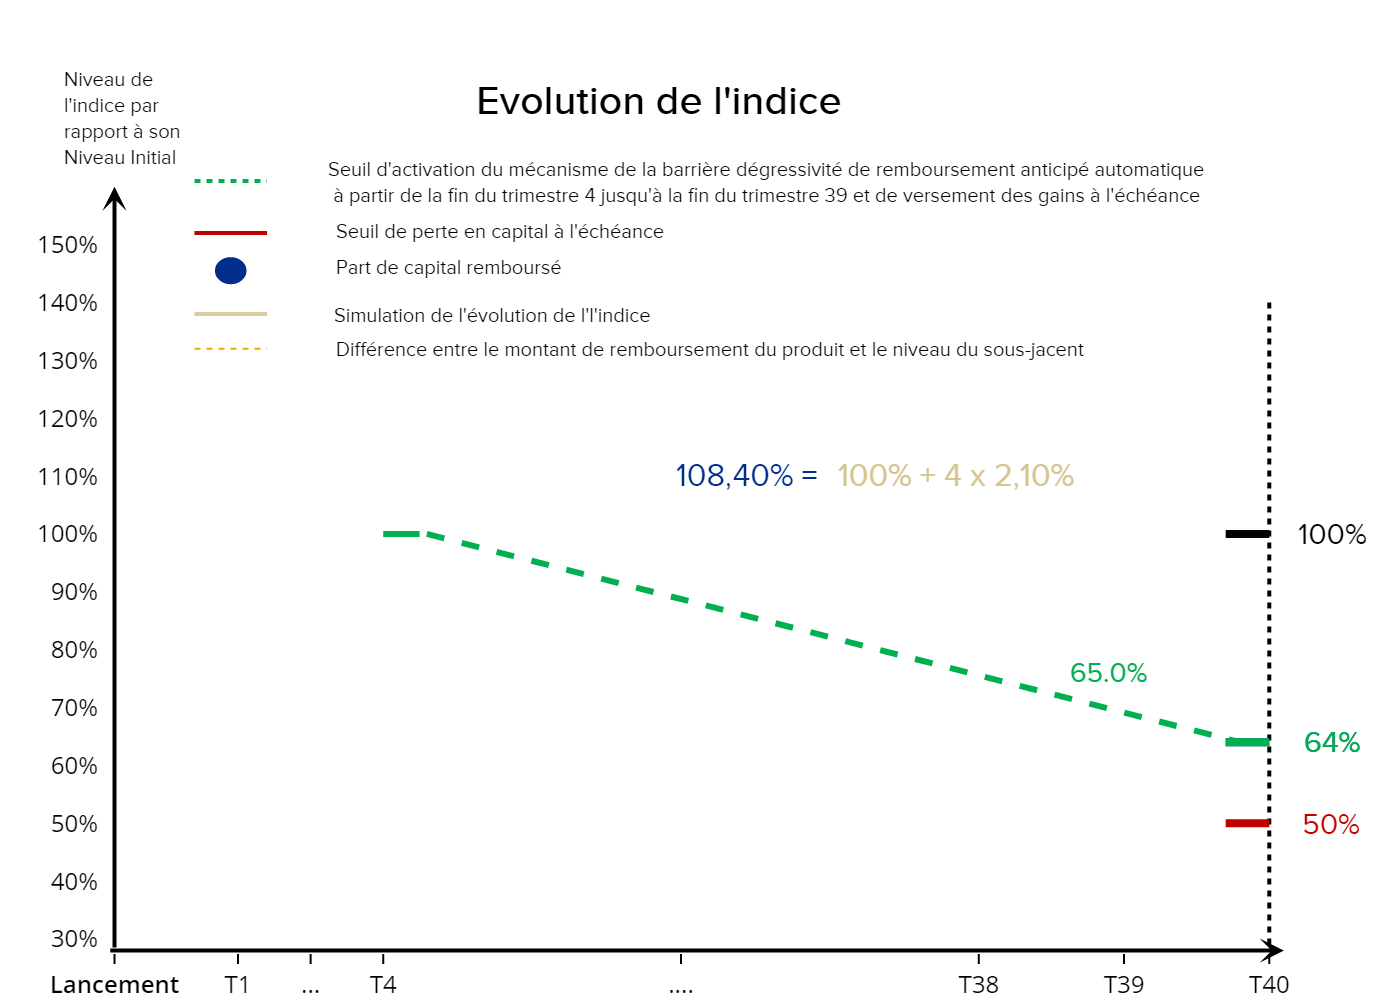 Niveau de
l'indice par
rapport à son
Niveau Initial
Evolution de l'indice
Seuil d'activation du mécanisme de la barrière dégressivité de remboursement anticipé automatique
à partir de la fin du trimestre 4 jusqu'à la fin du trimestre 39 et de versement des gains à l'échéance
Seuil de perte en capital à l'échéance
Part de capital remboursé
Simulation de l'évolution de l'l'indice
Différence entre le montant de remboursement du produit et le niveau du sous-jacent
150%
140%
130%
120%
110%
108,40% = 100% + 4 x 2,10%
100%
100%
90%
80%
65.0%
70%
64%
60%
50%
50%
40%
30%
Lancement T1 ... T4 .... T38 T39 T40